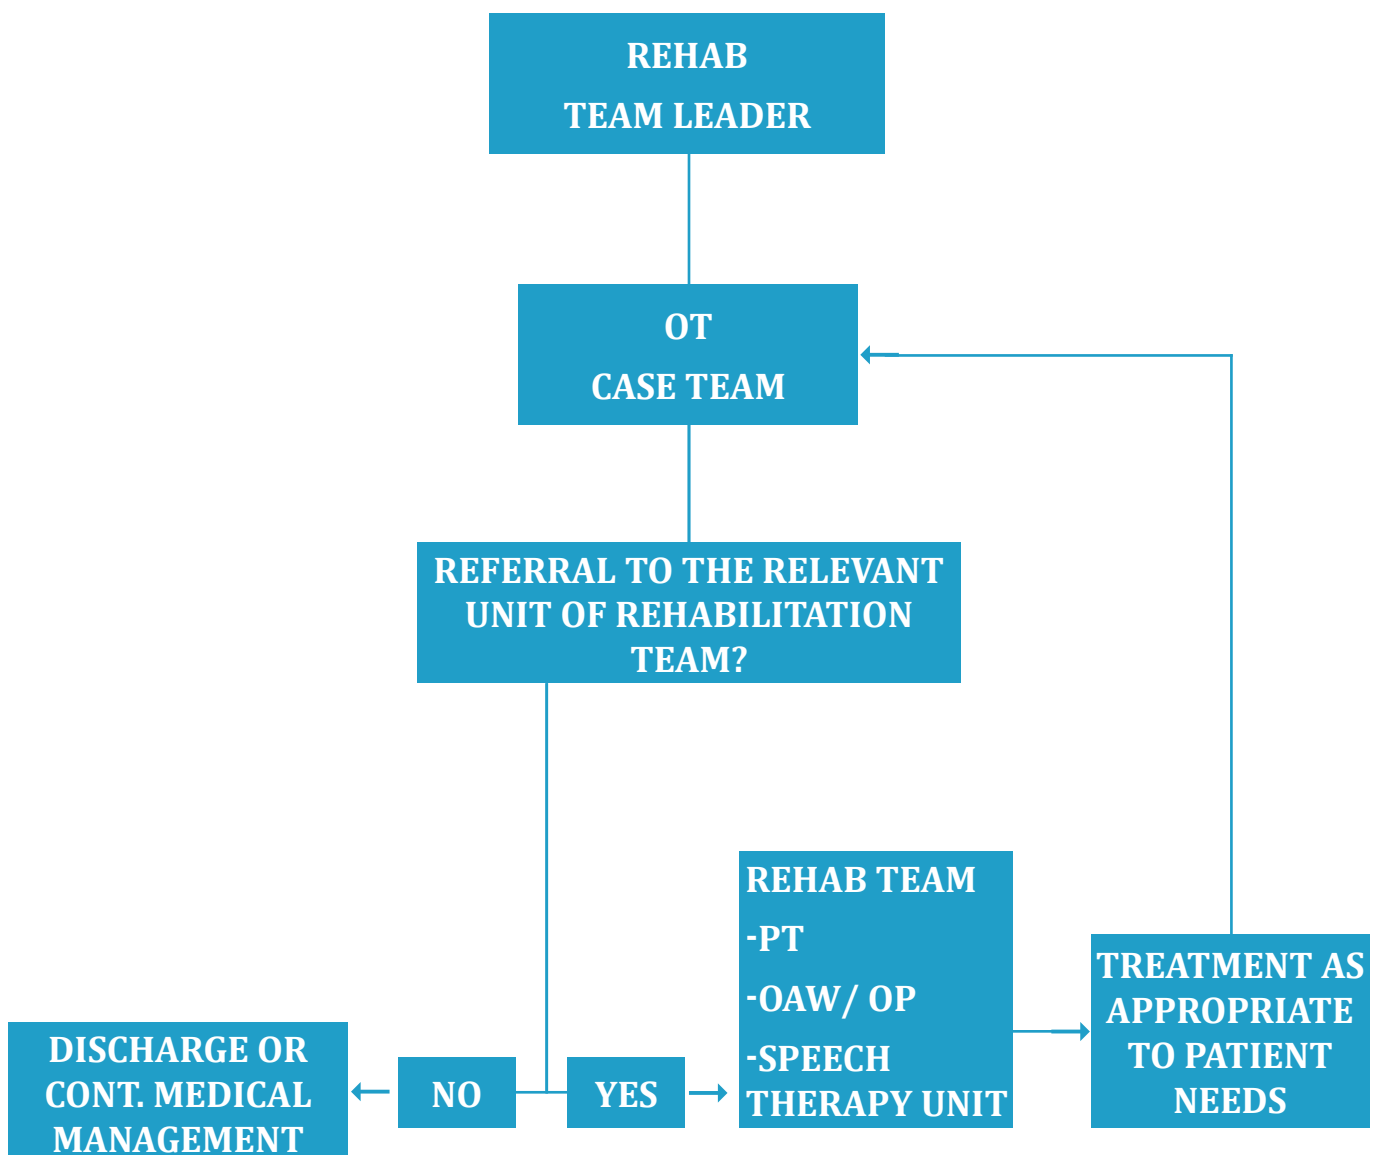 REHAB
TEAM LEADER
OT
CASE TEAM
REFERRAL TO THE RELEVANT
UNIT OF REHABILITATION
TEAM?
REHAB TEAM
-PT
-OAW/ OP
-SPEECH
THERAPY UNIT
TREATMENT AS
APPROPRIATE
TO PATIENT
NEEDS
DISCHARGE OR
CONT. MEDICAL
MANAGEMENT
NO
YES